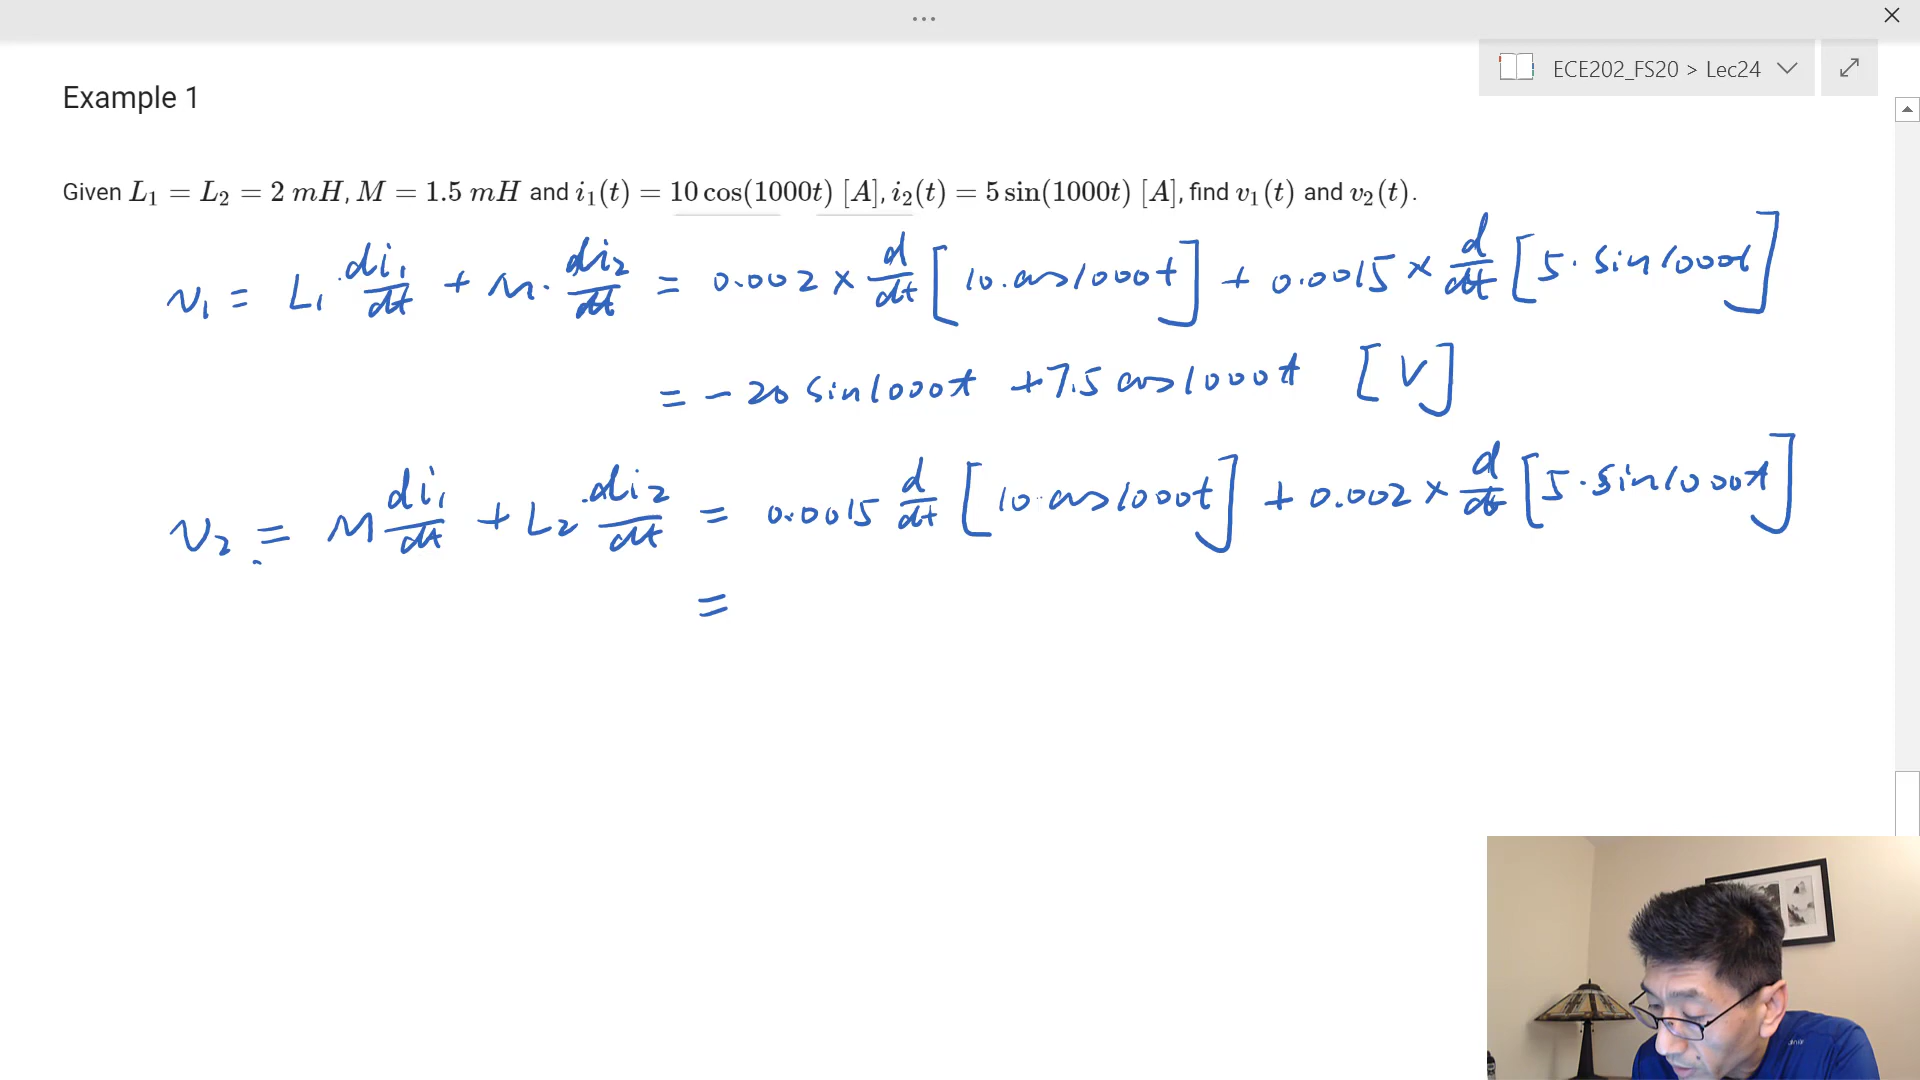 ECE202_FS20 > Lec24
Example 1
Given L₁ = L₂ = 2 mH, M = 1.5 mH and i₁(t) = 10 cos(1000t) [A], i₂(t) = 5 sin(1000t) [A], find v₁(t) and v₂(t).
v₁ = L₁ · di₁/dt + M · di₂/dt = 0.002 × d/dt [10 · cos1000t] + 0.0015 × d/dt [5 · sin1000t]
= -20 sin1000t + 7.5 cos1000t [V]
v₂ = M di₁/dt + L₂ · di₂/dt = 0.0015 d/dt [10 · cos1000t] + 0.002 × d/dt [5 · sin1000t]
=